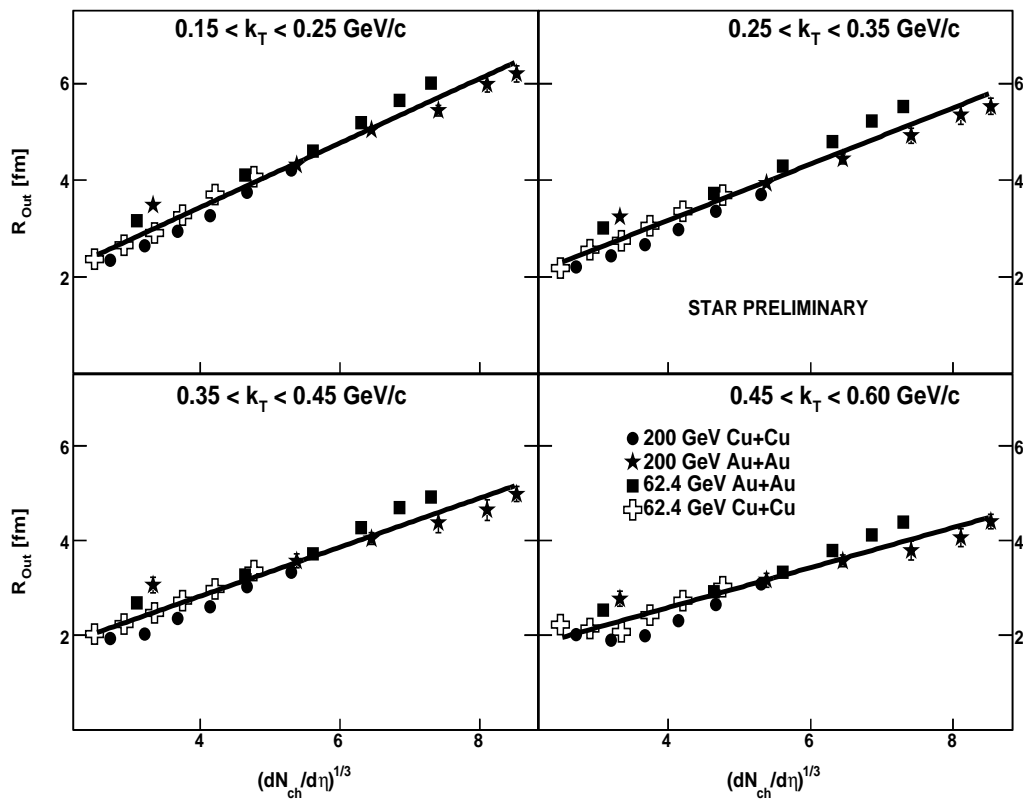 0.15 < k_T < 0.25 GeV/c
0.25 < k_T < 0.35 GeV/c
6
4
2
R_Out [fm]
6
4
2
STAR PRELIMINARY
0.35 < k_T < 0.45 GeV/c
0.45 < k_T < 0.60 GeV/c
6
4
2
R_Out [fm]
200 GeV Cu+Cu
200 GeV Au+Au
62.4 GeV Au+Au
62.4 GeV Cu+Cu
6
4
2
4 6 8
4 6 8
(dN_ch/dη)^1/3
(dN_ch/dη)^1/3